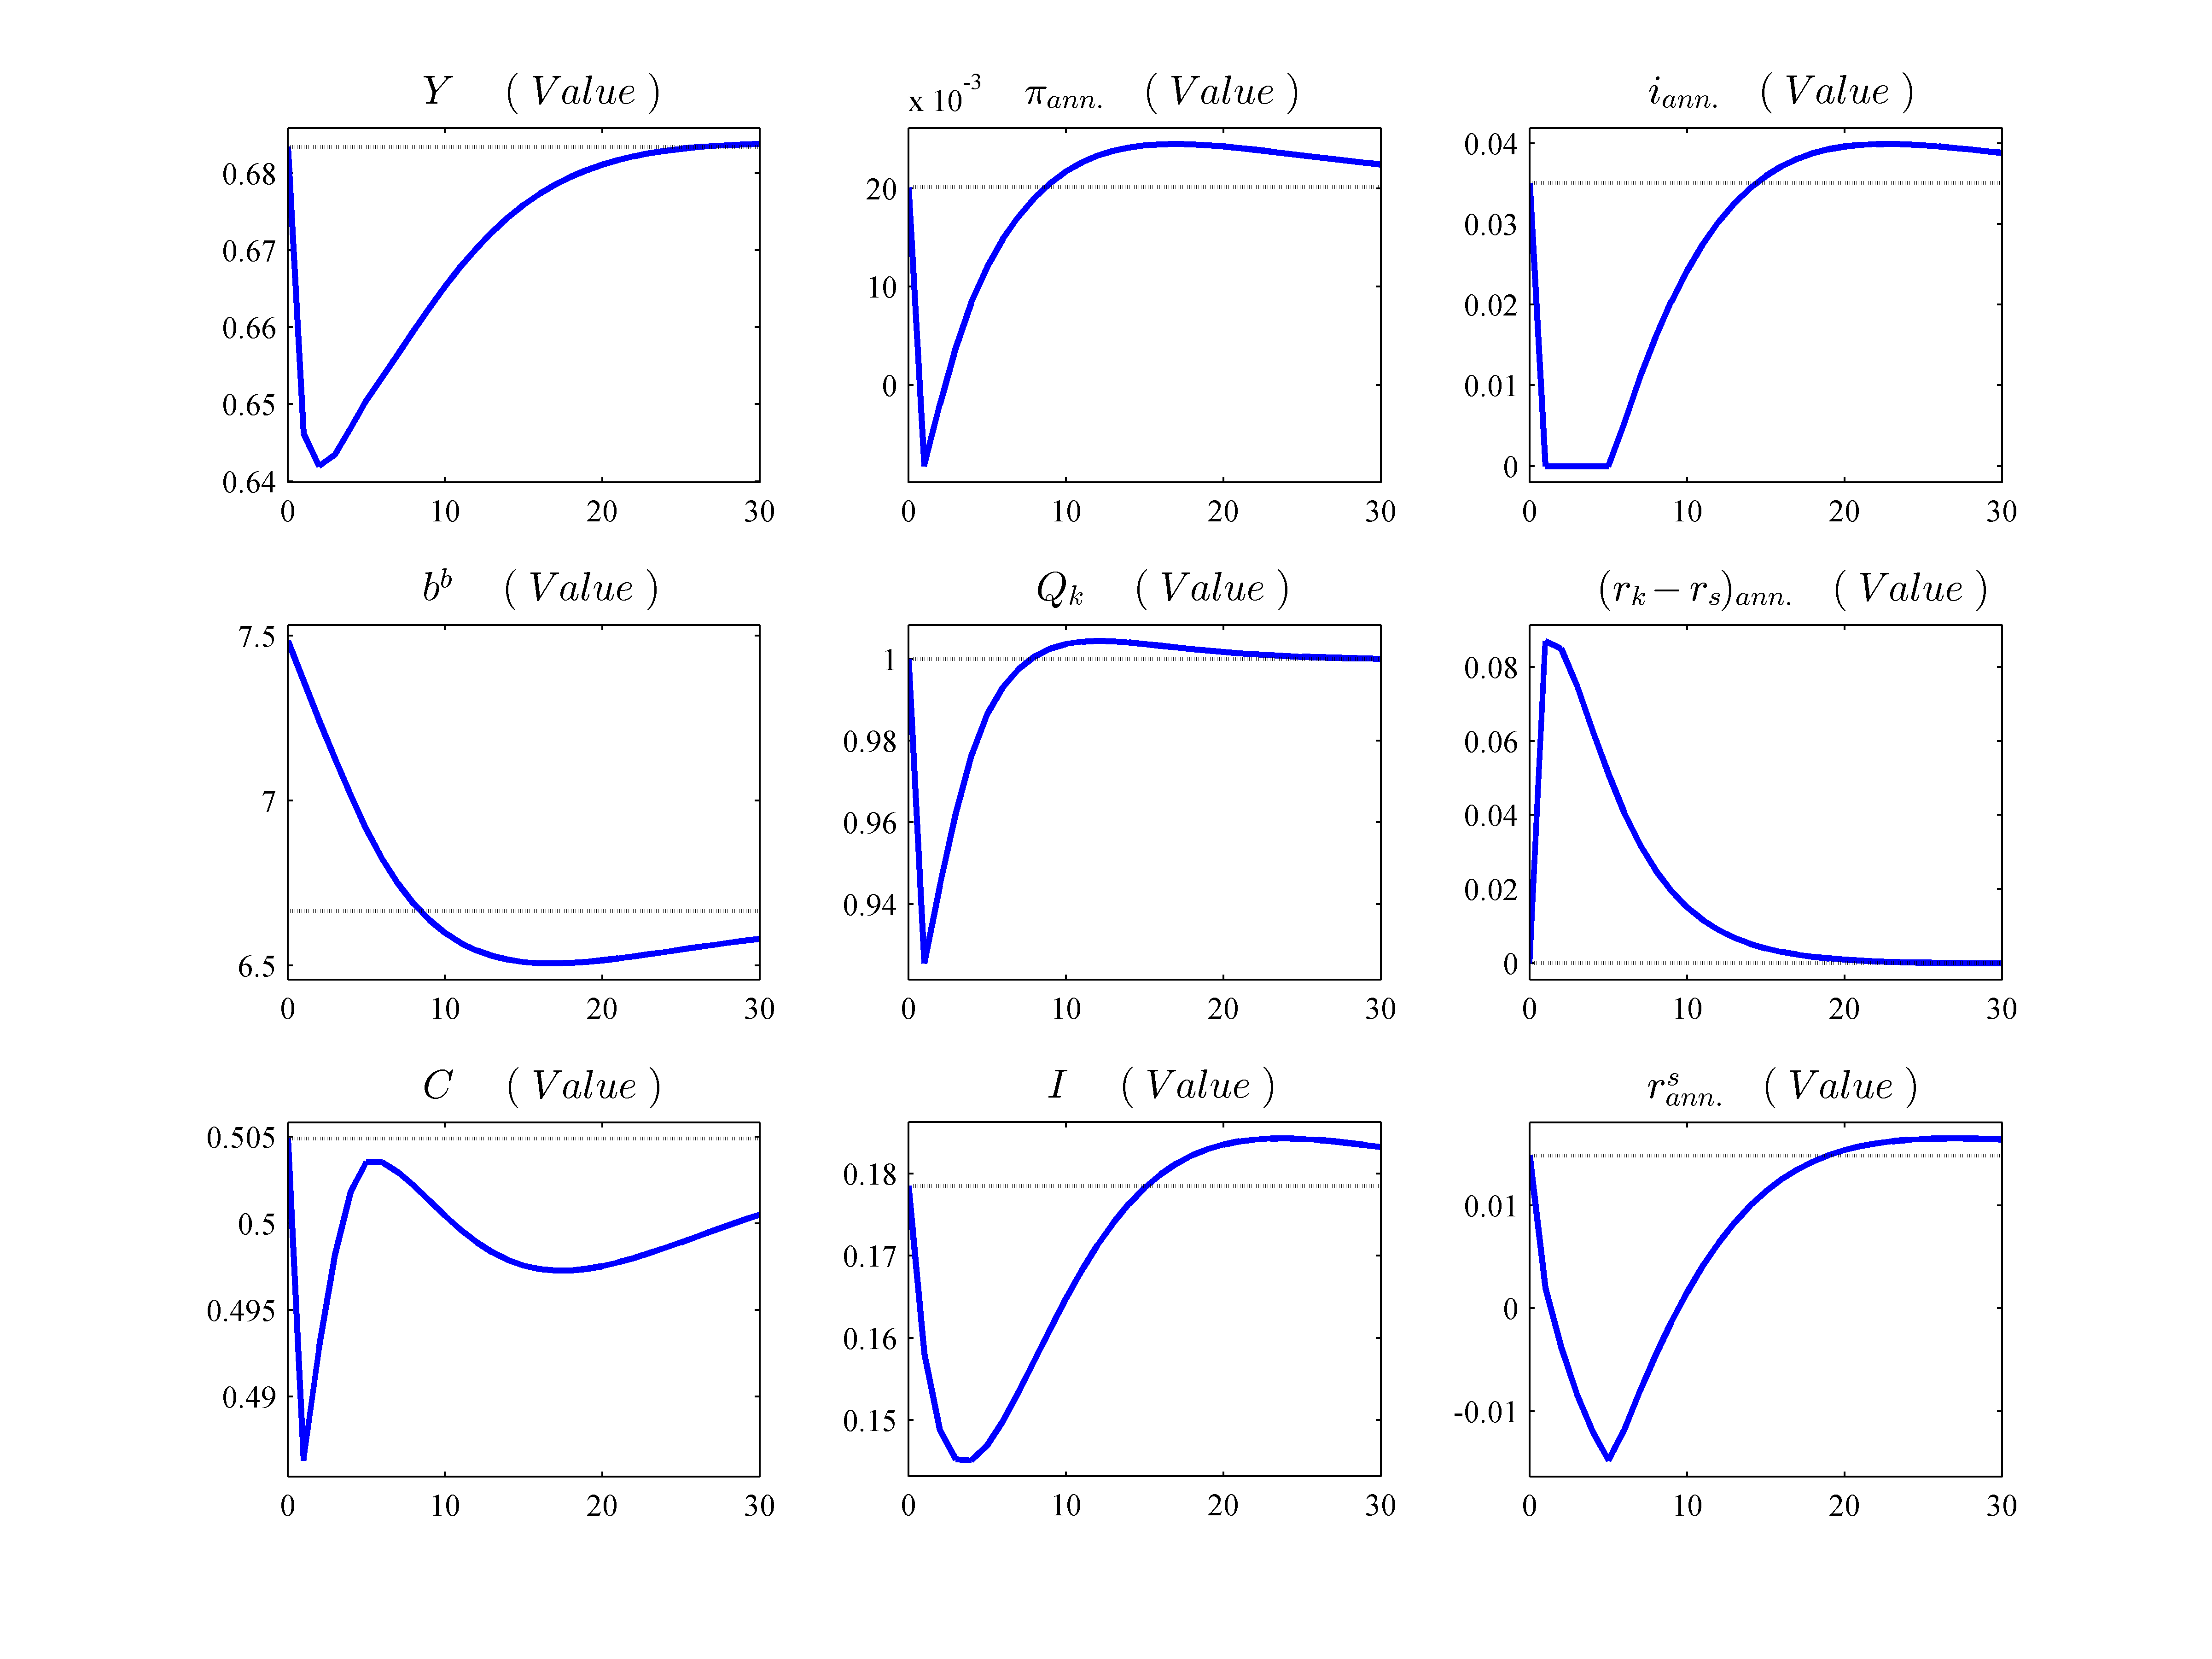 Y ( Value )
x 10^-3 π_ann. ( Value )
i_ann. ( Value )
0.68
0.67
0.66
0.65
0.64
0 10 20 30
20
10
0
0 10 20 30
0.04
0.03
0.02
0.01
0
0 10 20 30
b^b ( Value )
Q_k ( Value )
(r_k − r_s)_ann. ( Value )
7.5
7
6.5
0 10 20 30
1
0.98
0.96
0.94
0 10 20 30
0.08
0.06
0.04
0.02
0
0 10 20 30
C ( Value )
I ( Value )
r^s_ann. ( Value )
0.505
0.5
0.495
0.49
0 10 20 30
0.18
0.17
0.16
0.15
0 10 20 30
0.01
0
-0.01
0 10 20 30